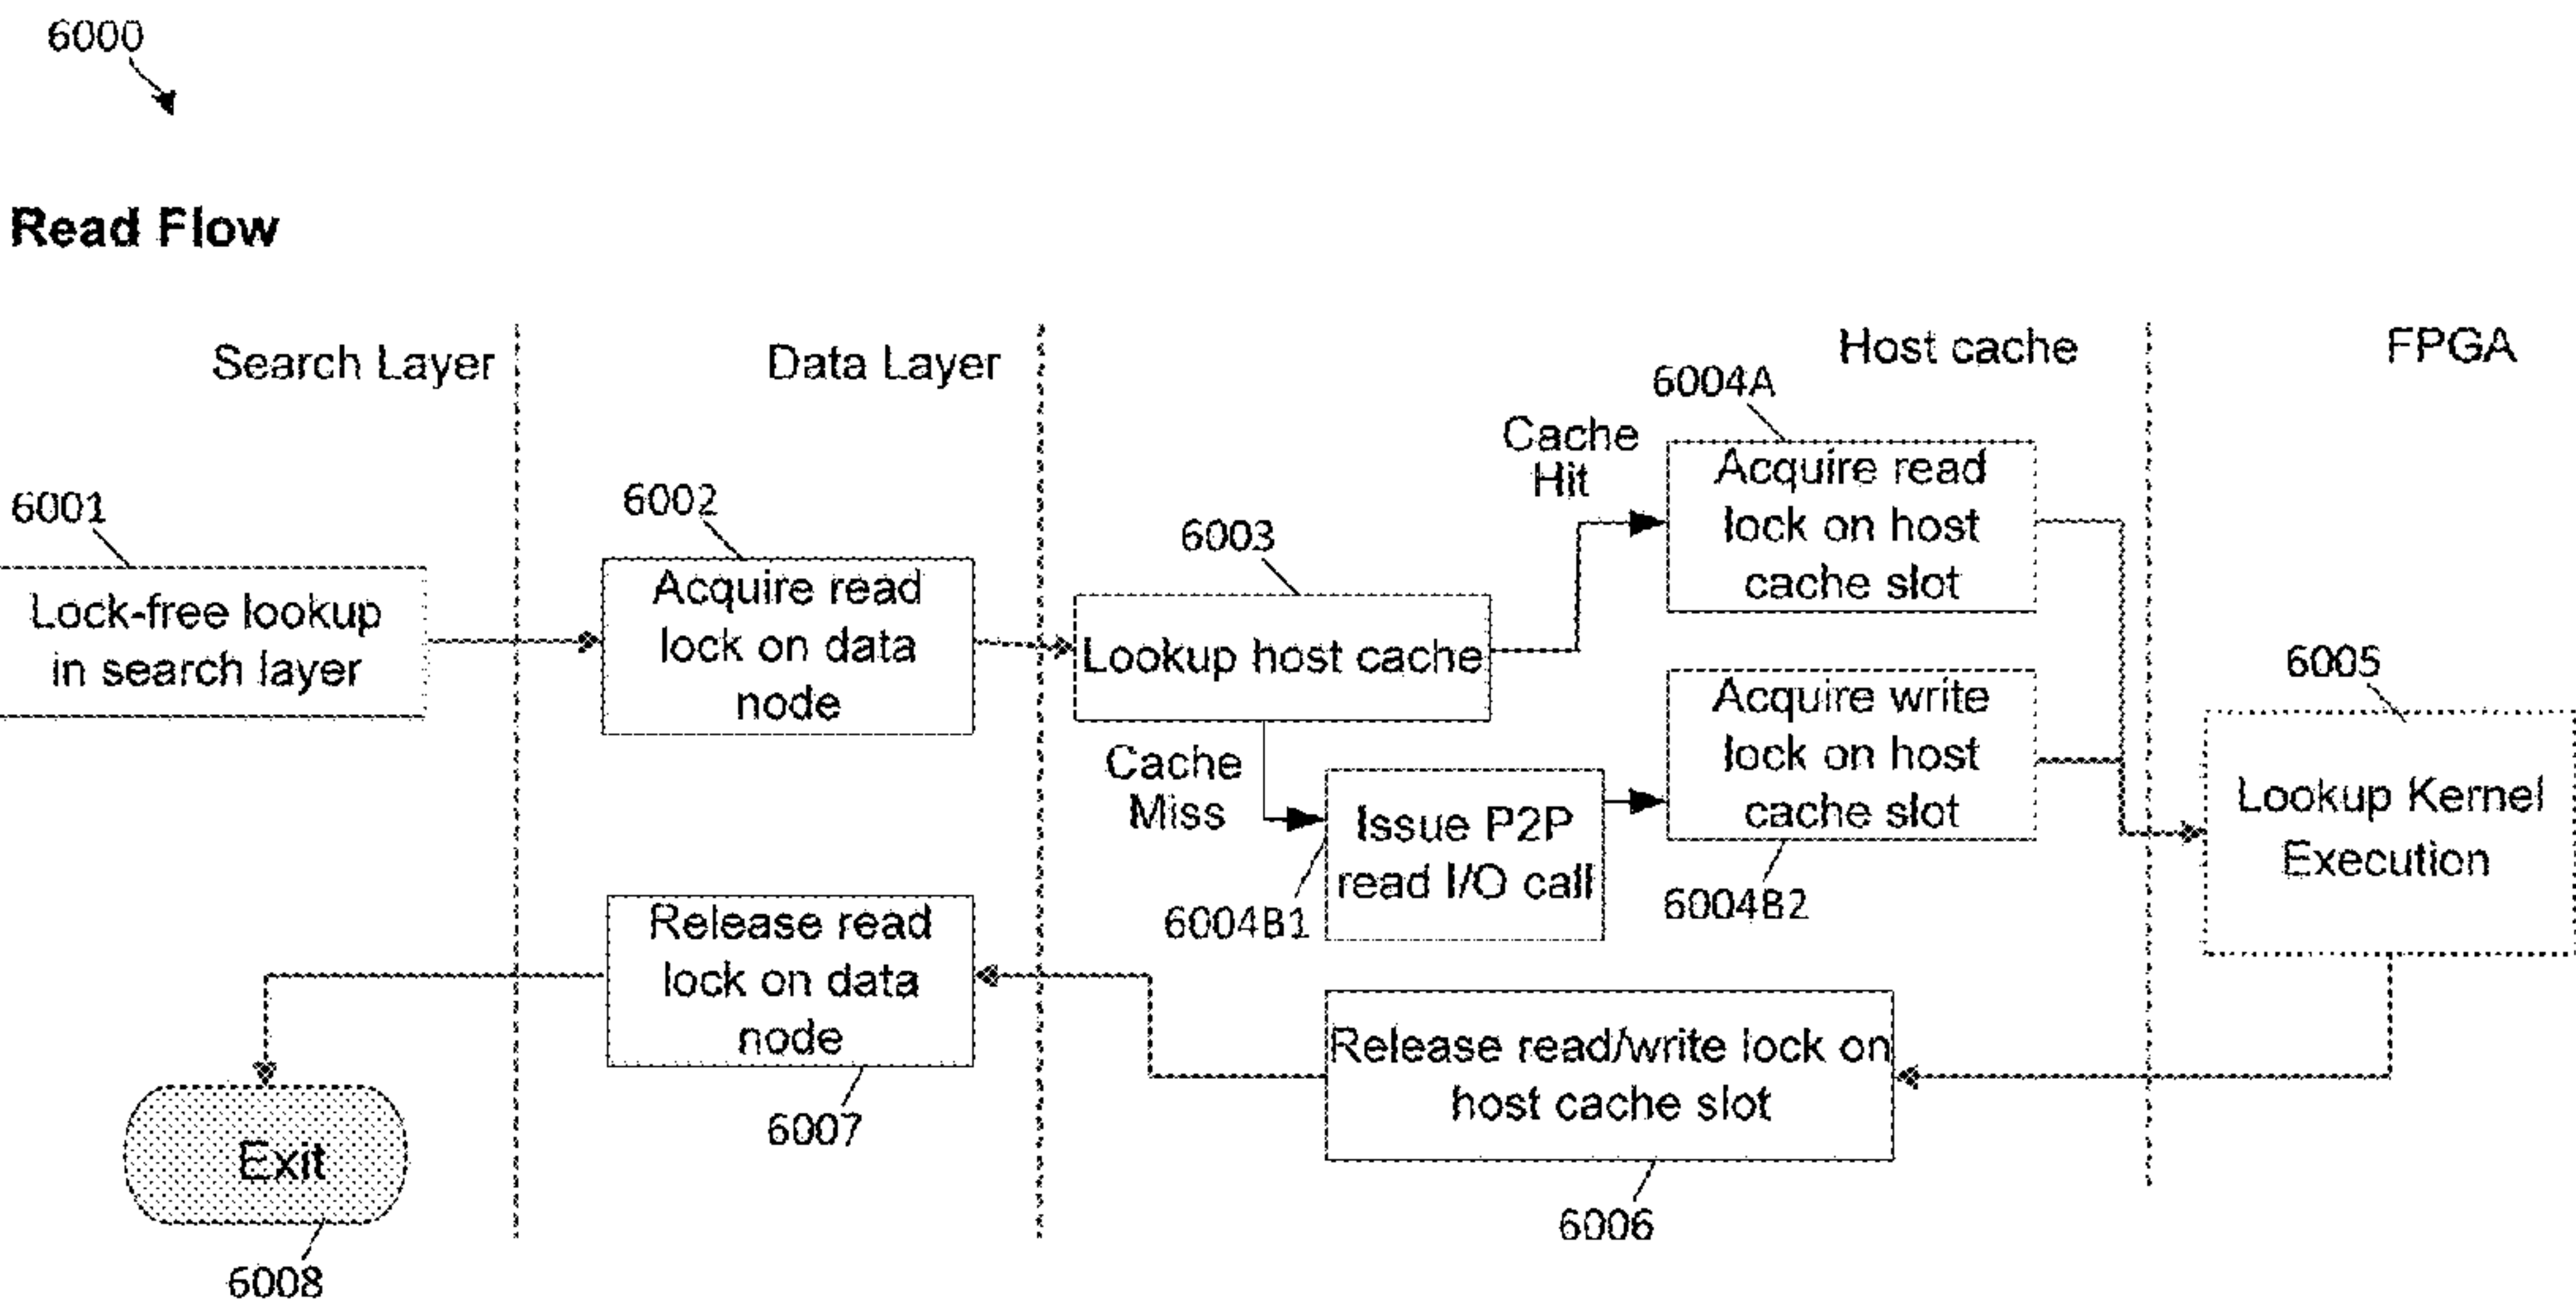 6000
Read Flow
Search Layer
Data Layer
Host cache
FPGA
6001
Lock-free lookup
in search layer
6002
Acquire read
lock on data
node
6003
Lookup host cache
Cache
Hit
6004A
Acquire read
lock on host
cache slot
Cache
Miss
6004B1
Issue P2P
read I/O call
Acquire write
lock on host
cache slot
6004B2
6005
Lookup Kernel
Execution
Release read/write lock on
host cache slot
6006
Release read
lock on data
node
6007
Exit
6008